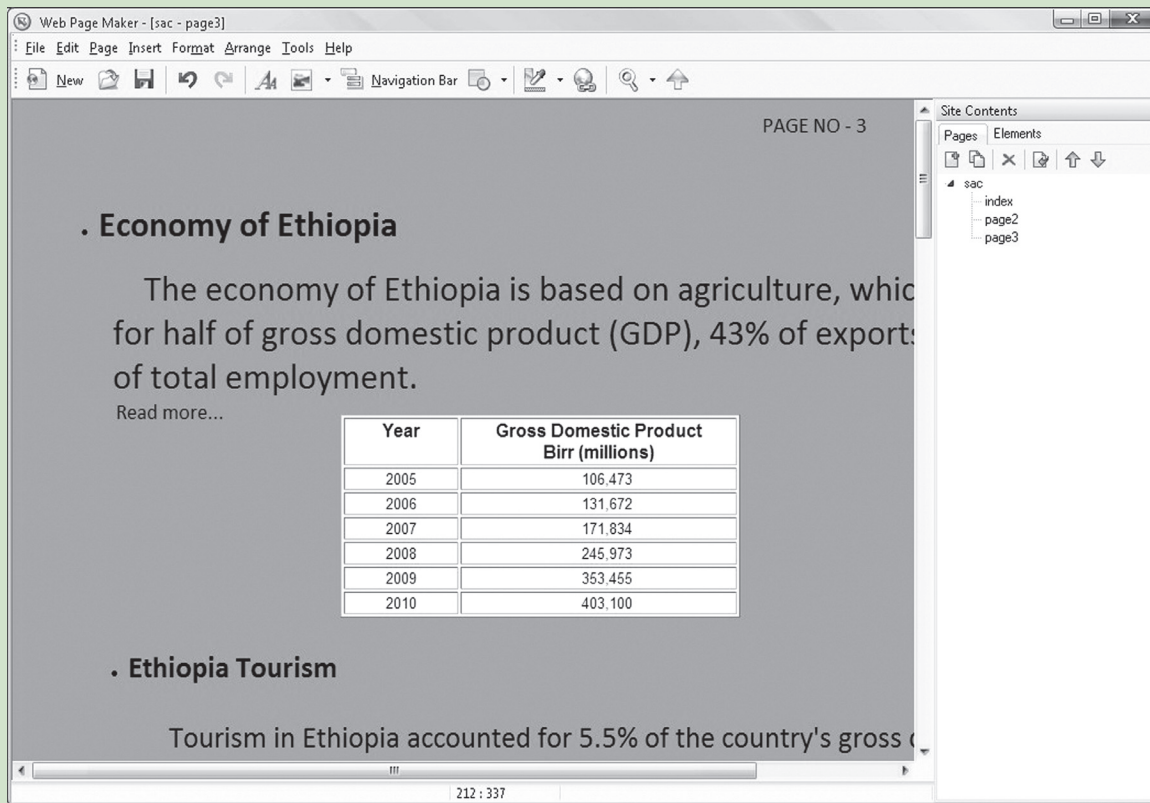 Web Page Maker - [sac - page3]
File Edit Page Insert Format Arrange Tools Help
New Navigation Bar
Site Contents
Pages Elements
sac
index
page2
page3
PAGE NO - 3
. Economy of Ethiopia
The economy of Ethiopia is based on agriculture, whic
for half of gross domestic product (GDP), 43% of exports
of total employment.
Read more...
Year Gross Domestic Product
Birr (millions)
2005 106,473
2006 131,672
2007 171,834
2008 245,973
2009 353,455
2010 403,100
. Ethiopia Tourism
Tourism in Ethiopia accounted for 5.5% of the country's gross
212 : 337